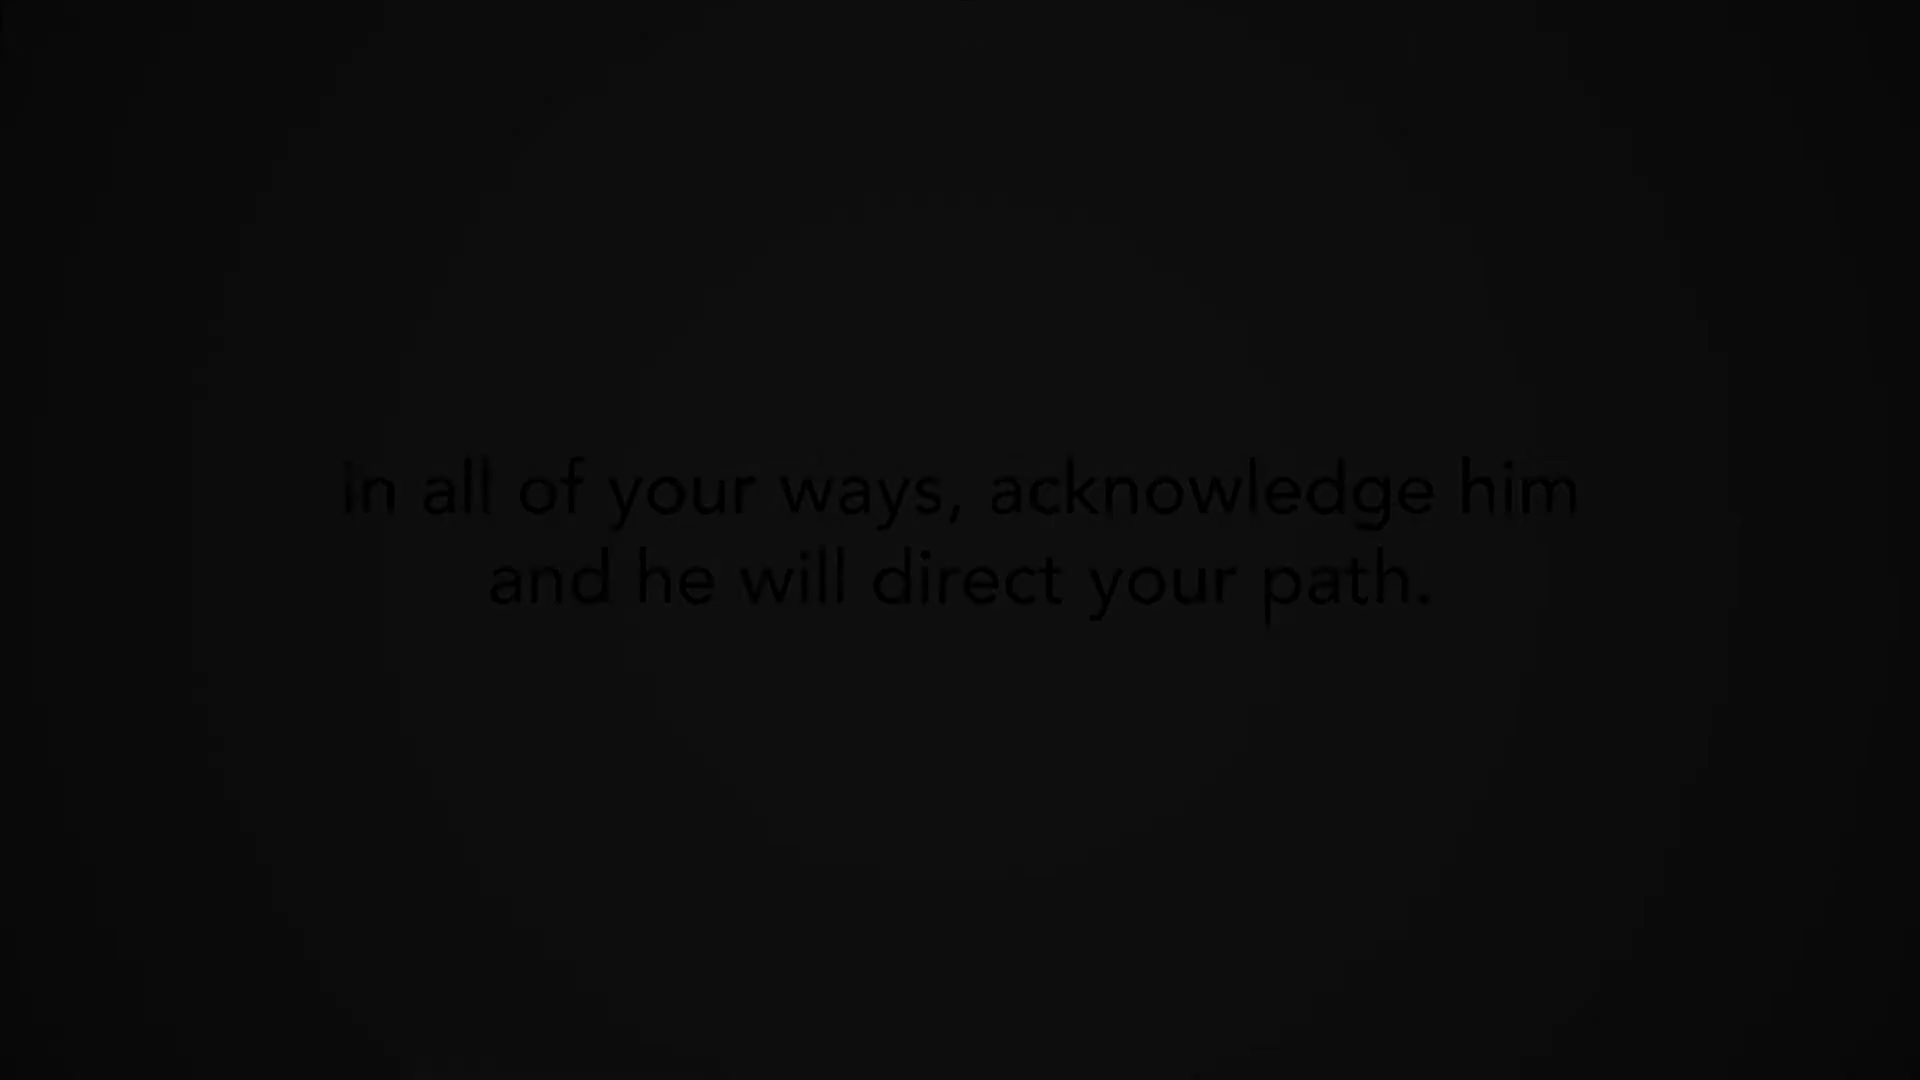 in all of your ways, acknowledge him
and he will direct your path.